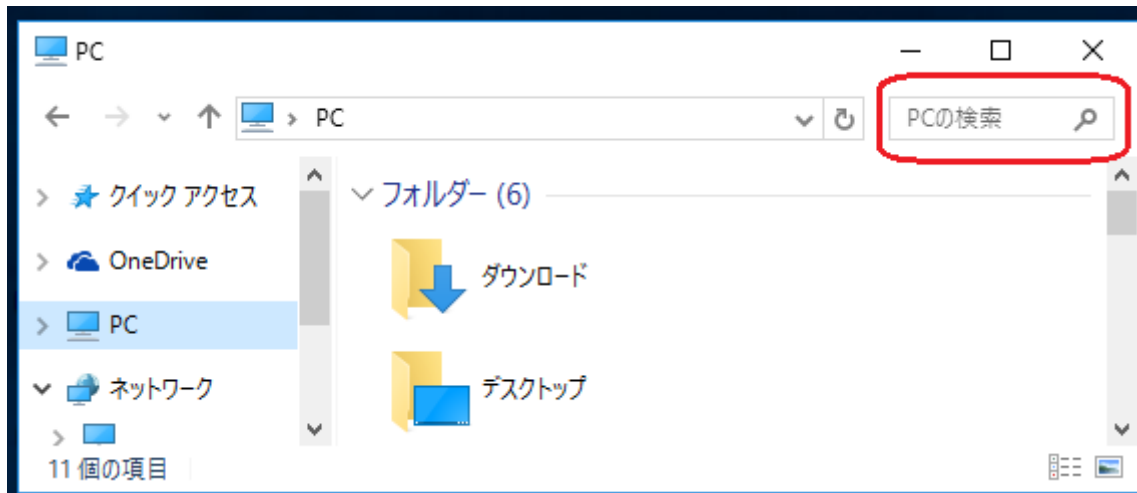 PC
PC
PCの検索
クイック アクセス
OneDrive
PC
ネットワーク
フォルダー (6)
ダウンロード
デスクトップ
11 個の項目